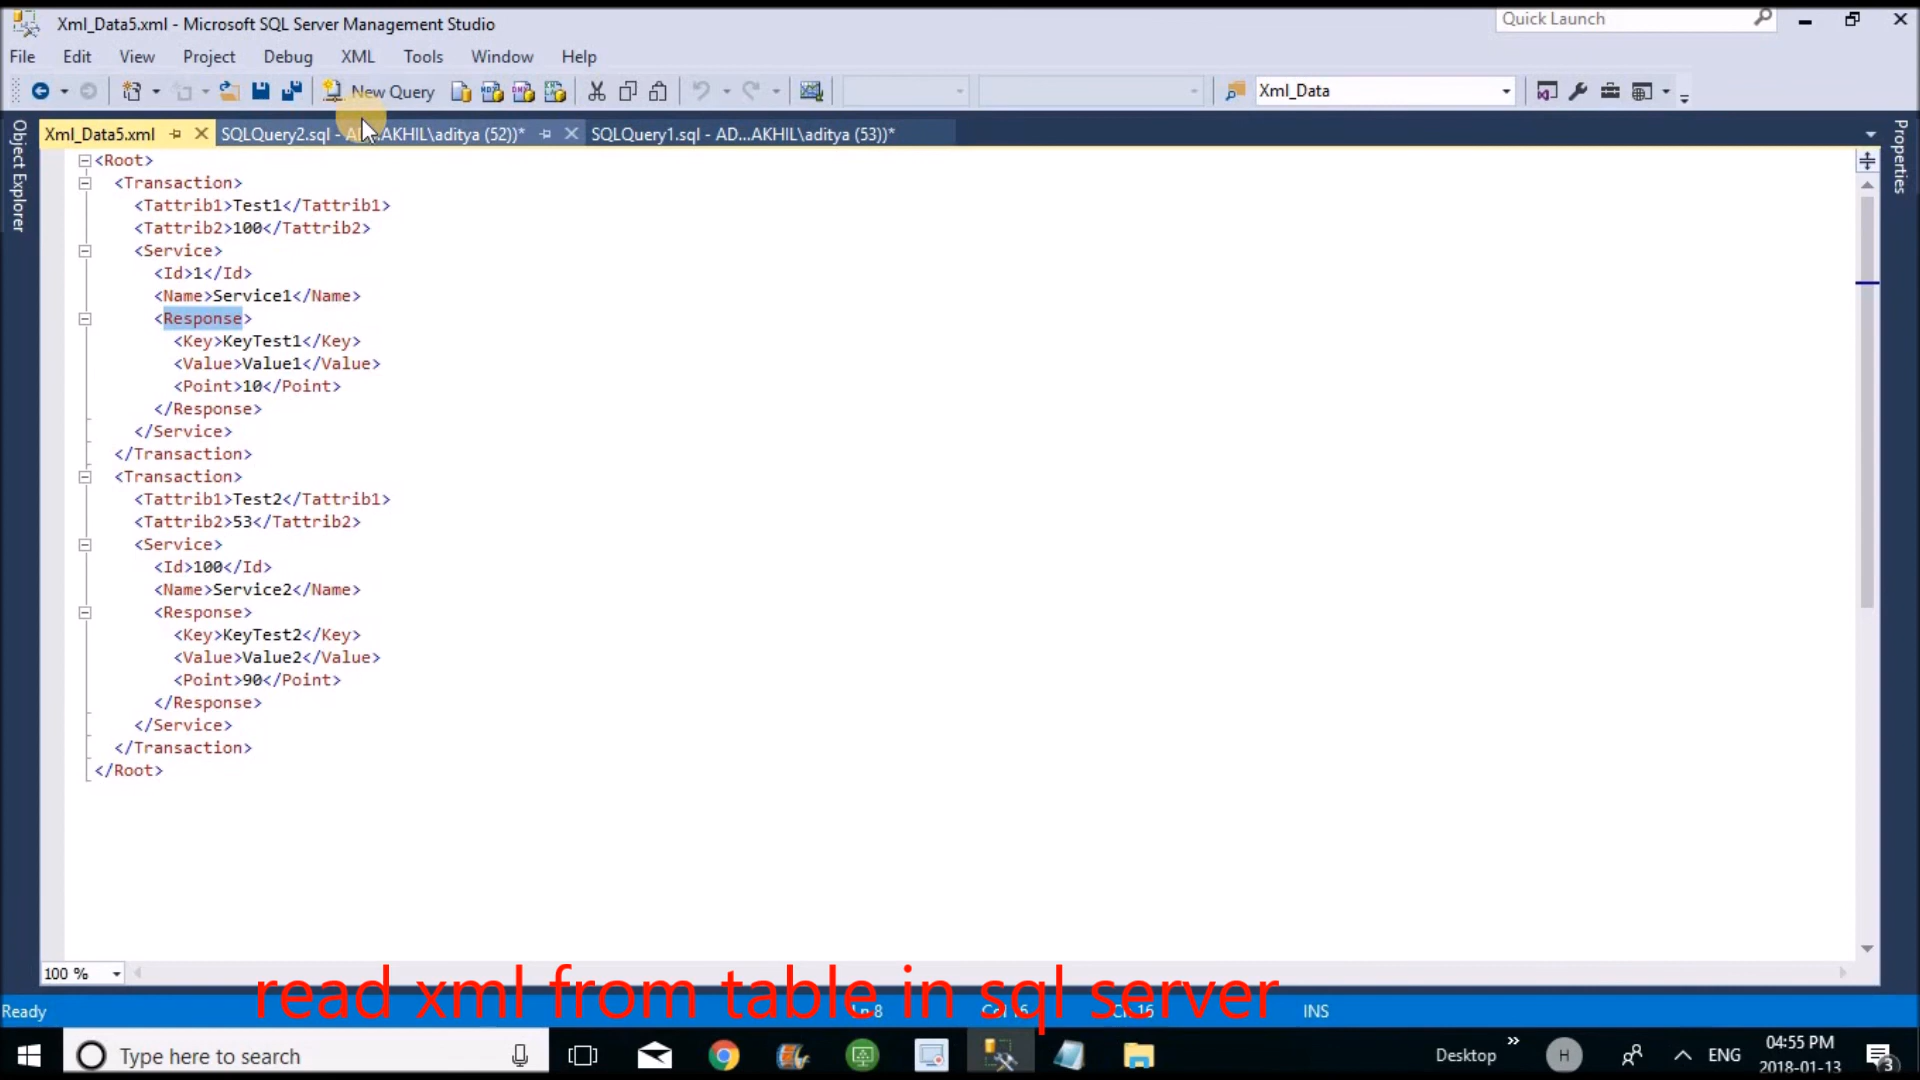 Xml_Data5.xml - Microsoft SQL Server Management Studio
Quick Launch
File Edit View Project Debug XML Tools Window Help
New Query
Xml_Data
Xml_Data5.xml
SQLQuery2.sql - AD...AKHIL\aditya (52))*
SQLQuery1.sql - AD...AKHIL\aditya (53))*
Object Explorer
Properties
<Root>
<Transaction>
<Tattrib1>Test1</Tattrib1>
<Tattrib2>100</Tattrib2>
<Service>
<Id>1</Id>
<Name>Service1</Name>
<Response>
<Key>KeyTest1</Key>
<Value>Value1</Value>
<Point>10</Point>
</Response>
</Service>
</Transaction>
<Transaction>
<Tattrib1>Test2</Tattrib1>
<Tattrib2>53</Tattrib2>
<Service>
<Id>100</Id>
<Name>Service2</Name>
<Response>
<Key>KeyTest2</Key>
<Value>Value2</Value>
<Point>90</Point>
</Response>
</Service>
</Transaction>
</Root>
100 %
read xml from table in sql server
Ready
INS
Type here to search
Desktop
H
ENG
04:55 PM
2018-01-13
3